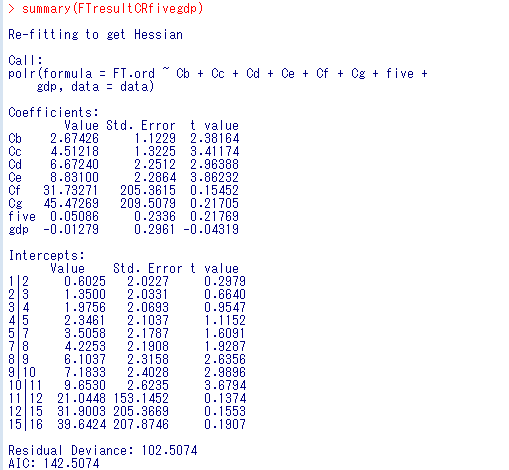 > summary(FTresultCRfivegdp)
Re-fitting to get Hessian
Call:
polr(formula = FT.ord ~ Cb + Cc + Cd + Ce + Cf + Cg + five +
    gdp, data = data)
Coefficients:
        Value Std. Error  t value
Cb    2.67426     1.1229  2.38164
Cc    4.51218     1.3225  3.41174
Cd    6.67240     2.2512  2.96388
Ce    8.83100     2.2864  3.86232
Cf   31.73271   205.3615  0.15452
Cg   45.47269   209.5079  0.21705
five  0.05086     0.2336  0.21769
gdp  -0.01279     0.2961 -0.04319
Intercepts:
      Value    Std. Error t value
1|2     0.6025   2.0227     0.2979
2|3     1.3500   2.0331     0.6640
3|4     1.9756   2.0693     0.9547
4|5     2.3461   2.1037     1.1152
5|7     3.5058   2.1787     1.6091
7|8     4.2253   2.1908     1.9287
8|9     6.1037   2.3158     2.6356
9|10    7.1833   2.4028     2.9896
10|11   9.6530   2.6235     3.6794
11|12  21.0448 153.1452     0.1374
12|15  31.9003 205.3669     0.1553
15|16  39.6424 207.8746     0.1907
Residual Deviance: 102.5074
AIC: 142.5074